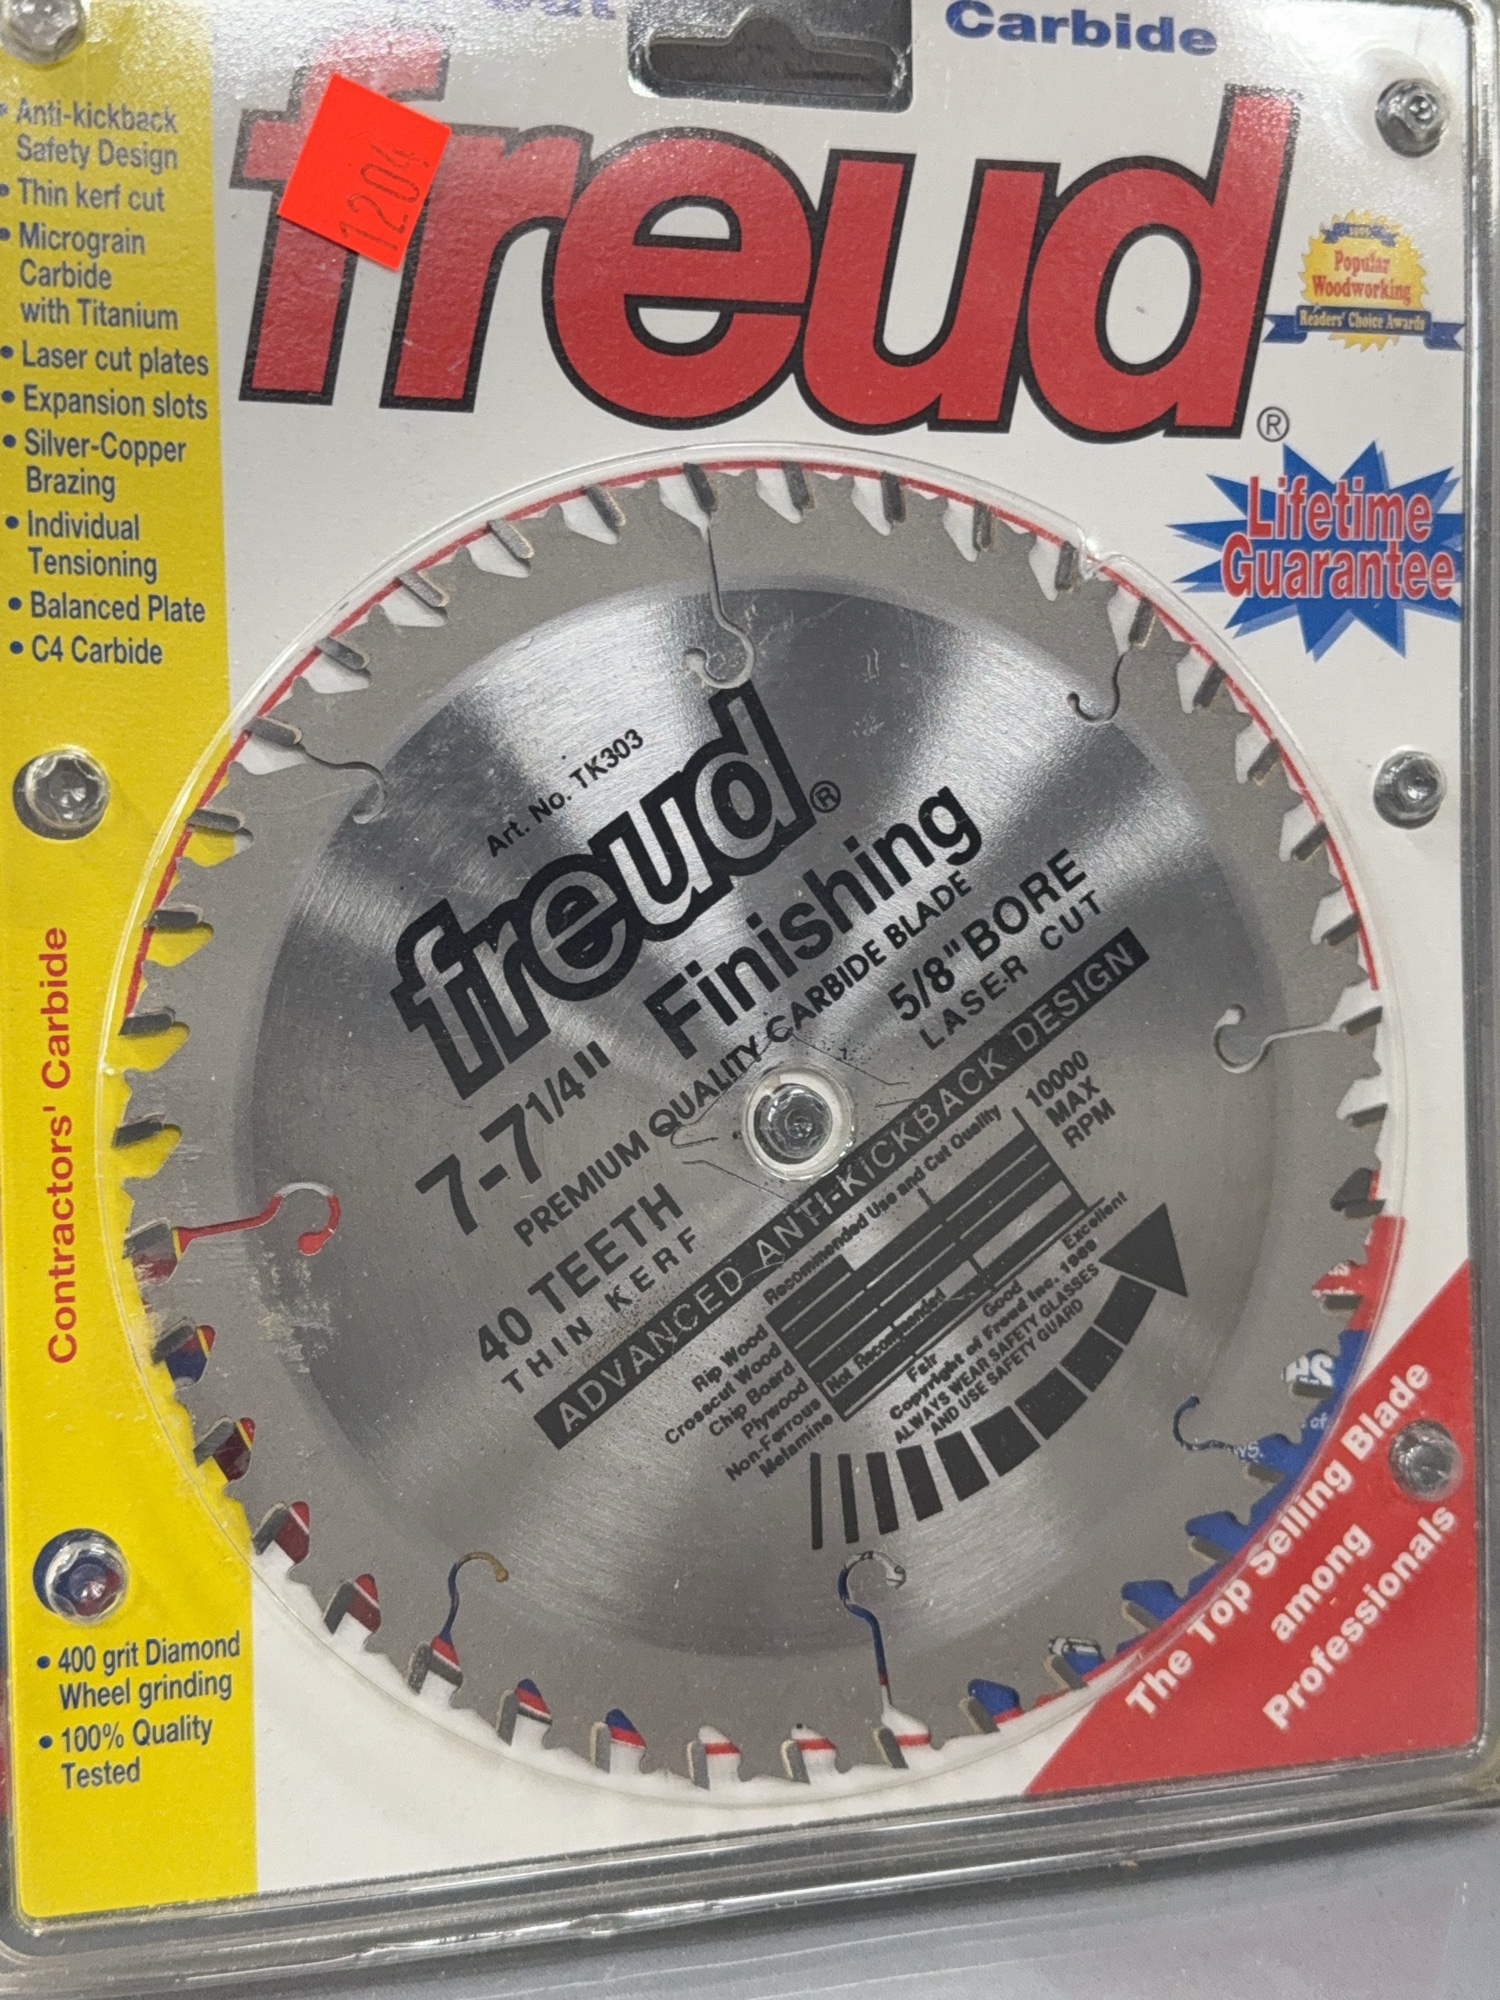 Carbide
freud
®
1204
• Anti-kickback
Safety Design
• Thin kerf cut
• Micrograin
Carbide
with Titanium
• Laser cut plates
• Expansion slots
• Silver-Copper
Brazing
• Individual
Tensioning
• Balanced Plate
• C4 Carbide
Popular
Woodworking
Readers' Choice Awards
Lifetime
Guarantee
Contractors' Carbide
Art. No. TK303
freud®
7-7 1/4" Finishing
PREMIUM QUALITY CARBIDE BLADE
40 TEETH
5/8" BORE
THIN KERF
LASER CUT
ADVANCED ANTI-KICKBACK DESIGN
10000
MAX
RPM
Recommended Use and Cut Quality
Rip Wood
Crosscut Wood
Chip Board
Plywood
Non-Ferrous
Melamine
Not Recommended
Fair
Good
Excellent
Copyright of Freud Inc. 1989
ALWAYS WEAR SAFETY GLASSES
AND USE SAFETY GUARD
• 400 grit Diamond
Wheel grinding
• 100% Quality
Tested
The Top Selling Blade
among
Professionals